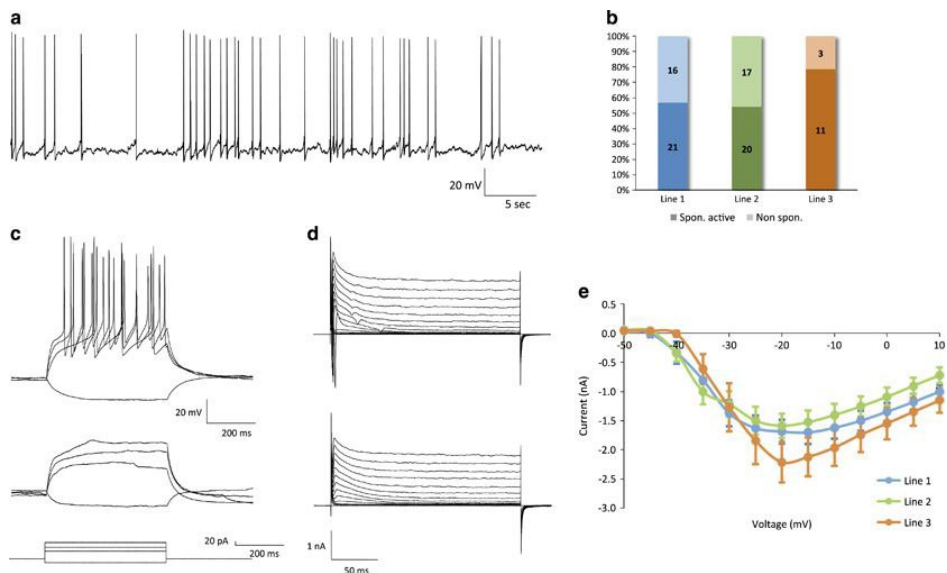 a
20 mV
5 sec
b
100%
90%
80%
70%
60%
50%
40%
30%
20%
10%
0%
16
17
3
21
20
11
Line 1
Line 2
Line 3
Spon. active
Non spon.
c
20 mV
200 ms
20 pA
200 ms
d
1 nA
50 ms
e
0.5
0.0
-0.5
-1.0
-1.5
-2.0
-2.5
-3.0
-50
-40
-30
-20
-10
0
10
Current (nA)
Voltage (mV)
Line 1
Line 2
Line 3